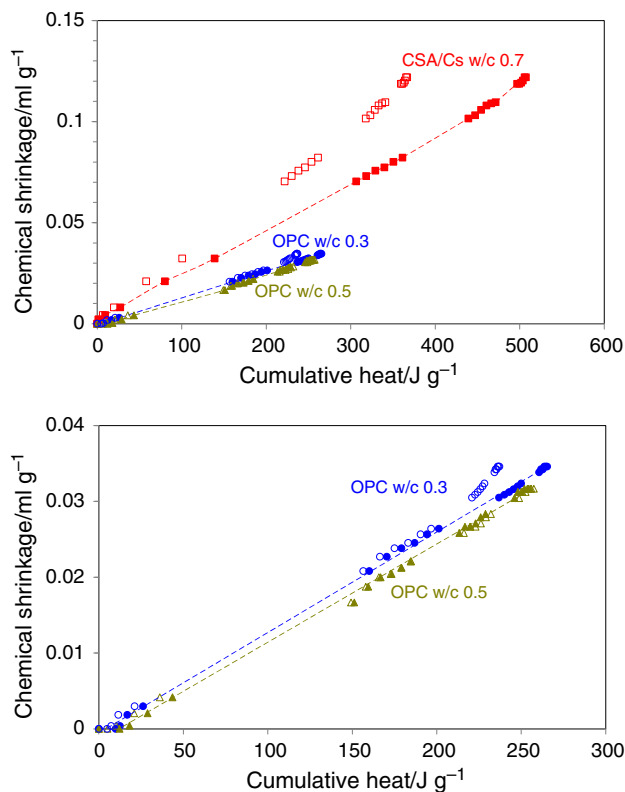 0.15
CSA/Cs w/c 0.7
0.1
Chemical shrinkage/ml g⁻¹
0.05
OPC w/c 0.3
OPC w/c 0.5
0
0 100 200 300 400 500 600
Cumulative heat/J g⁻¹
0.04
OPC w/c 0.3
0.03
Chemical shrinkage/ml g⁻¹
0.02
OPC w/c 0.5
0.01
0
0 50 100 150 200 250 300
Cumulative heat/J g⁻¹